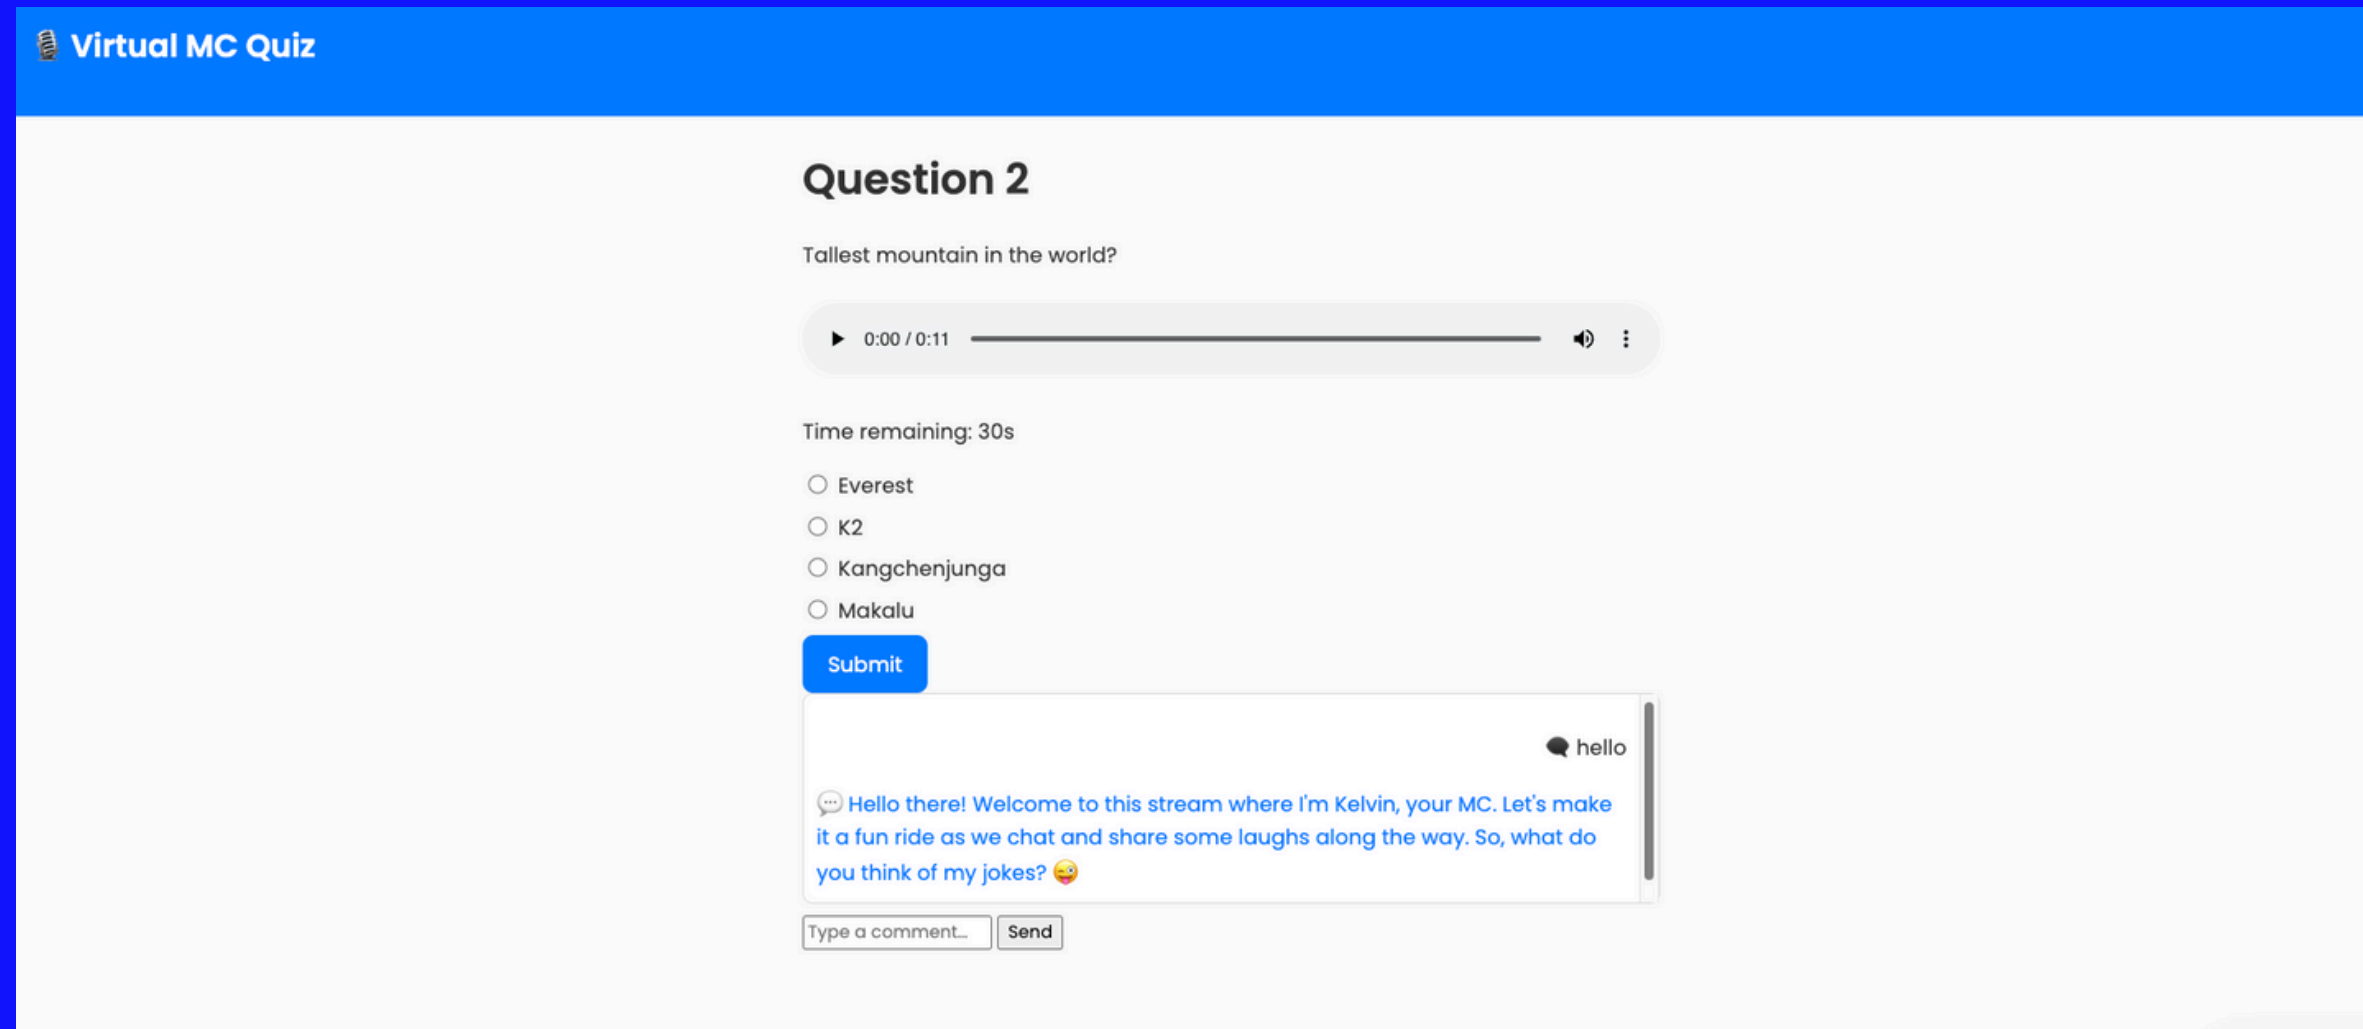 Virtual MC Quiz
Question 2
Tallest mountain in the world?
0:00 / 0:11
Time remaining: 30s
Everest
K2
Kangchenjunga
Makalu
Submit
hello
Hello there! Welcome to this stream where I'm Kelvin, your MC. Let's make
it a fun ride as we chat and share some laughs along the way. So, what do
you think of my jokes? 😜
Type a comment... Send